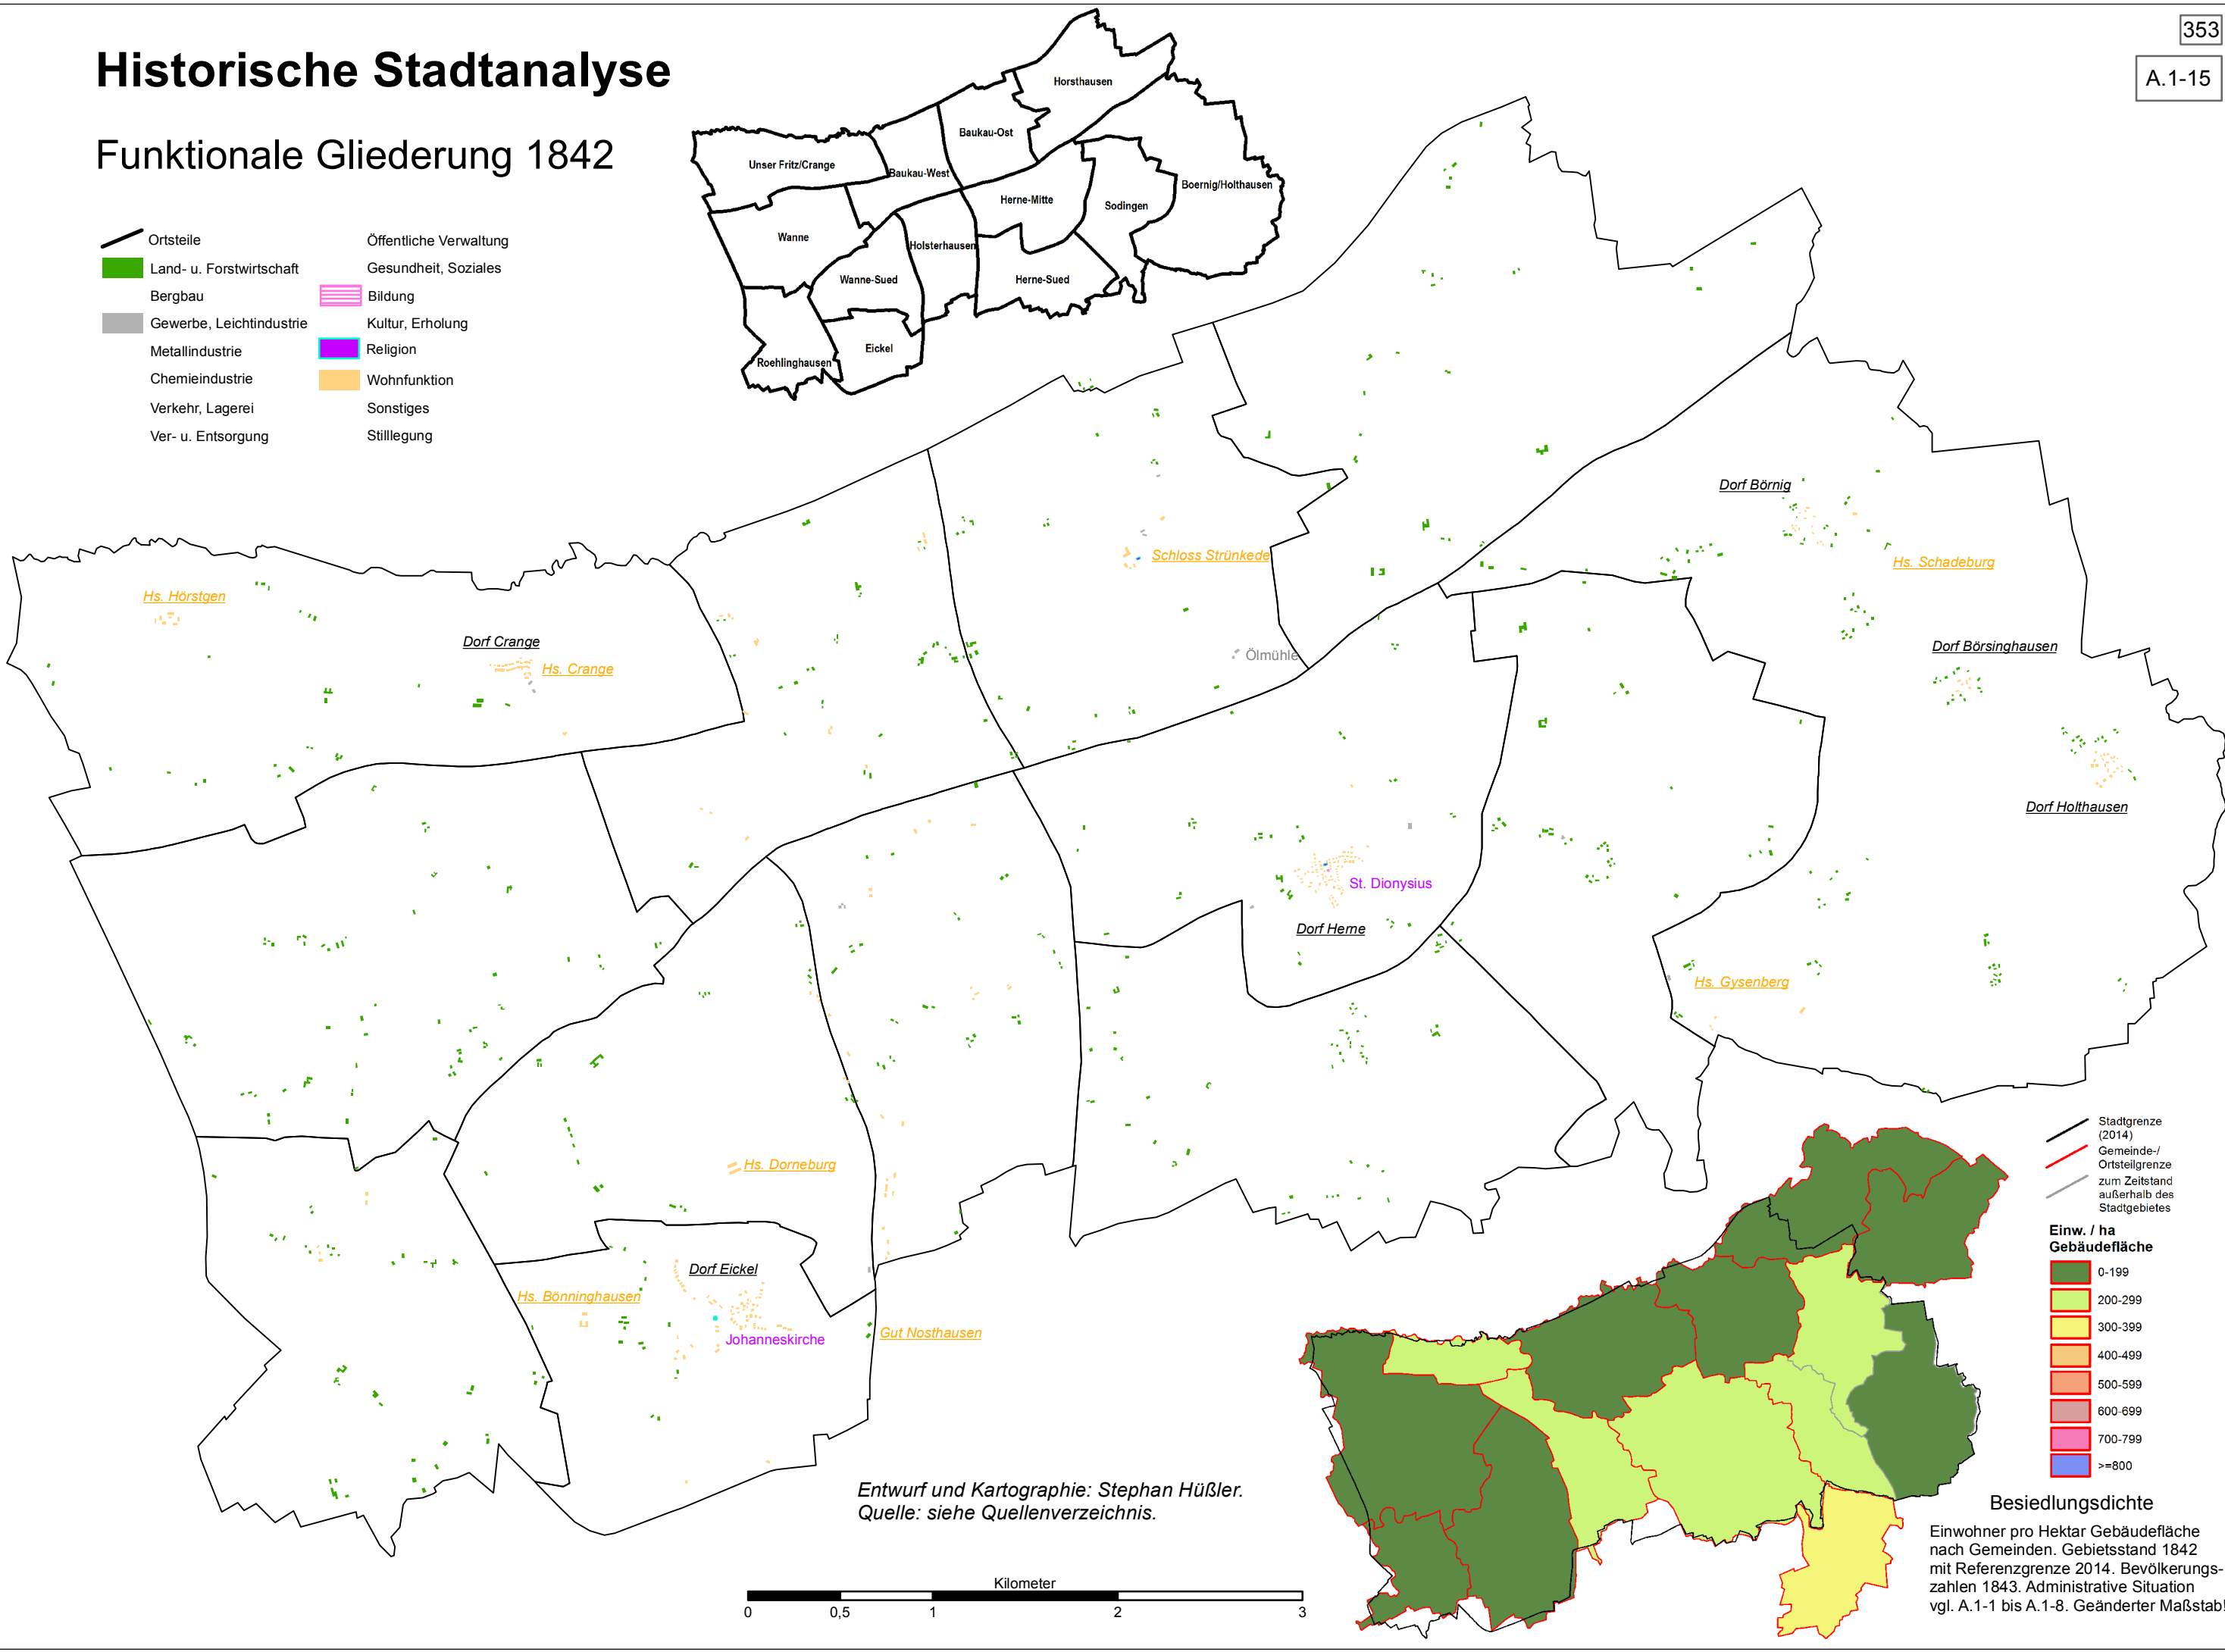 353
A.1-15
Historische Stadtanalyse
Funktionale Gliederung 1842
Ortsteile
Land- u. Forstwirtschaft
Bergbau
Gewerbe, Leichtindustrie
Metallindustrie
Chemieindustrie
Verkehr, Lagerei
Ver- u. Entsorgung
Öffentliche Verwaltung
Gesundheit, Soziales
Bildung
Kultur, Erholung
Religion
Wohnfunktion
Sonstiges
Stilllegung
Horsthausen
Baukau-Ost
Unser Fritz/Crange
Baukau-West
Boernig/Holthausen
Herne-Mitte
Sodingen
Wanne
Holsterhausen
Wanne-Sued
Herne-Sued
Eickel
Roehlinghausen
Dorf Börnig
Schloss Strünkede
Hs. Schadeburg
Hs. Hörstgen
Dorf Crange
Hs. Crange
Ölmühle
Dorf Börsinghausen
Dorf Holthausen
St. Dionysius
Dorf Herne
Hs. Gysenberg
Hs. Dorneburg
Dorf Eickel
Hs. Bönninghausen
Johanneskirche
Gut Nosthausen
Stadtgrenze
(2014)
Gemeinde-/
Ortsteilgrenze
zum Zeitstand
außerhalb des
Stadtgebietes
Einw. / ha
Gebäudefläche
0-199
200-299
300-399
400-499
500-599
600-699
700-799
>=800
Besiedlungsdichte
Einwohner pro Hektar Gebäudefläche
nach Gemeinden. Gebietsstand 1842
mit Referenzgrenze 2014. Bevölkerungs-
zahlen 1843. Administrative Situation
vgl. A.1-1 bis A.1-8. Geänderter Maßstab!
Entwurf und Kartographie: Stephan Hüßler.
Quelle: siehe Quellenverzeichnis.
Kilometer
0 0,5 1 2 3